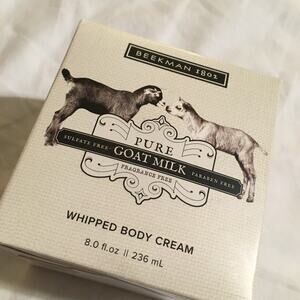 BEEKMAN 1802
PURE
SULFATE FREE GOAT MILK PARABEN FREE
FRAGRANCE FREE
WHIPPED BODY CREAM
8.0 fl.oz || 236 mL